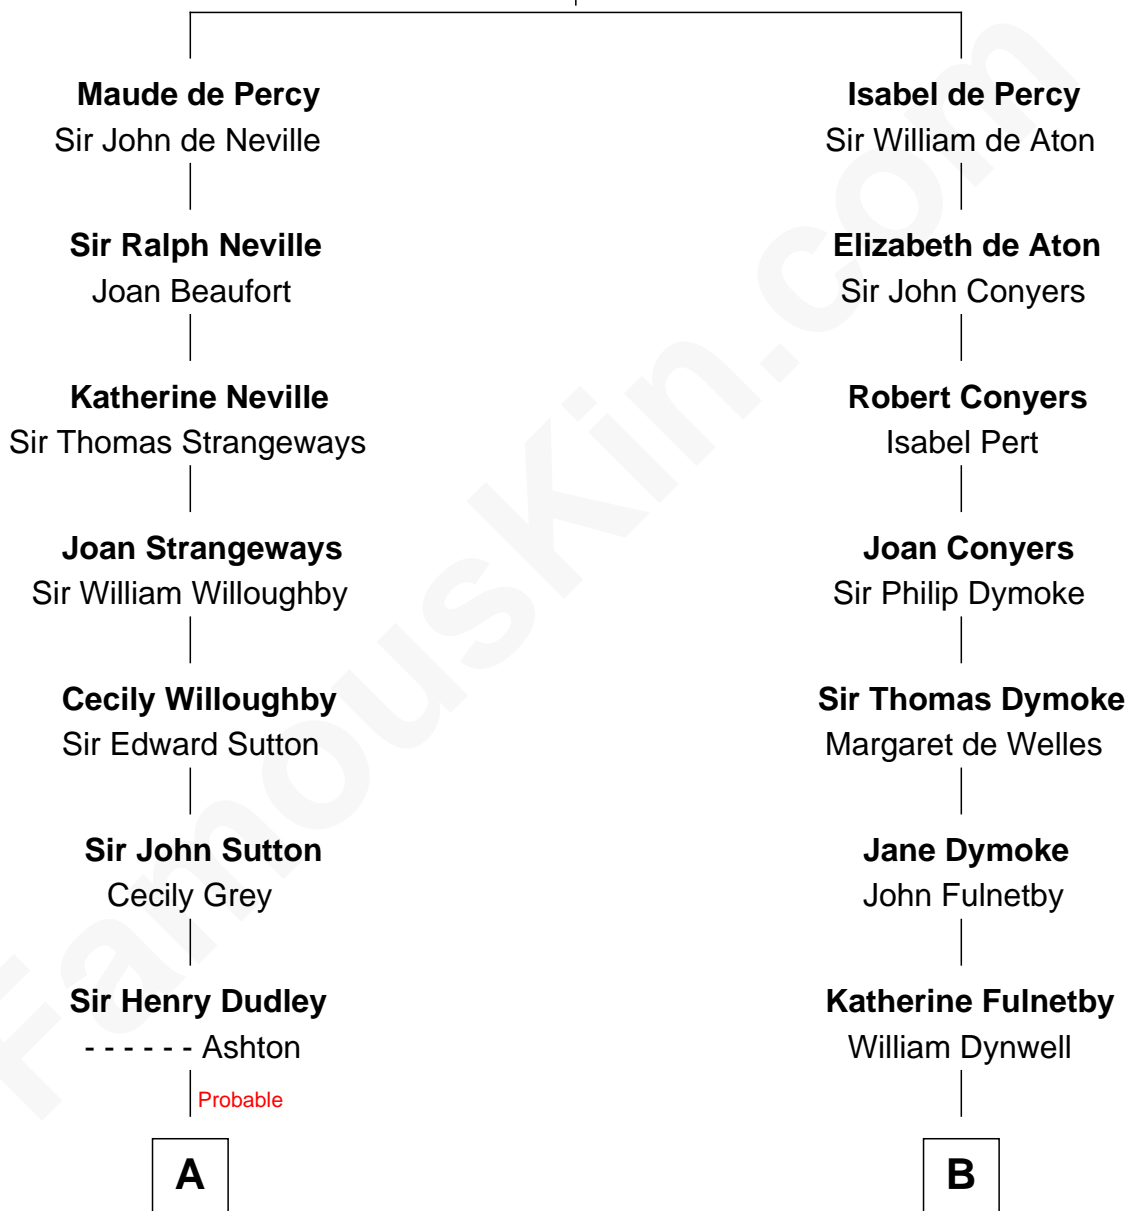 Maude de Percy
Sir John de Neville
Isabel de Percy
Sir William de Aton
Sir Ralph Neville
Joan Beaufort
Elizabeth de Aton
Sir John Conyers
Katherine Neville
Sir Thomas Strangeways
Robert Conyers
Isabel Pert
Joan Strangeways
Sir William Willoughby
Joan Conyers
Sir Philip Dymoke
Cecily Willoughby
Sir Edward Sutton
Sir Thomas Dymoke
Margaret de Welles
Sir John Sutton
Cecily Grey
Jane Dymoke
John Fulnetby
Sir Henry Dudley
- - - - - - Ashton
Katherine Fulnetby
William Dynwell
Probable
A
B
FamousKin.com